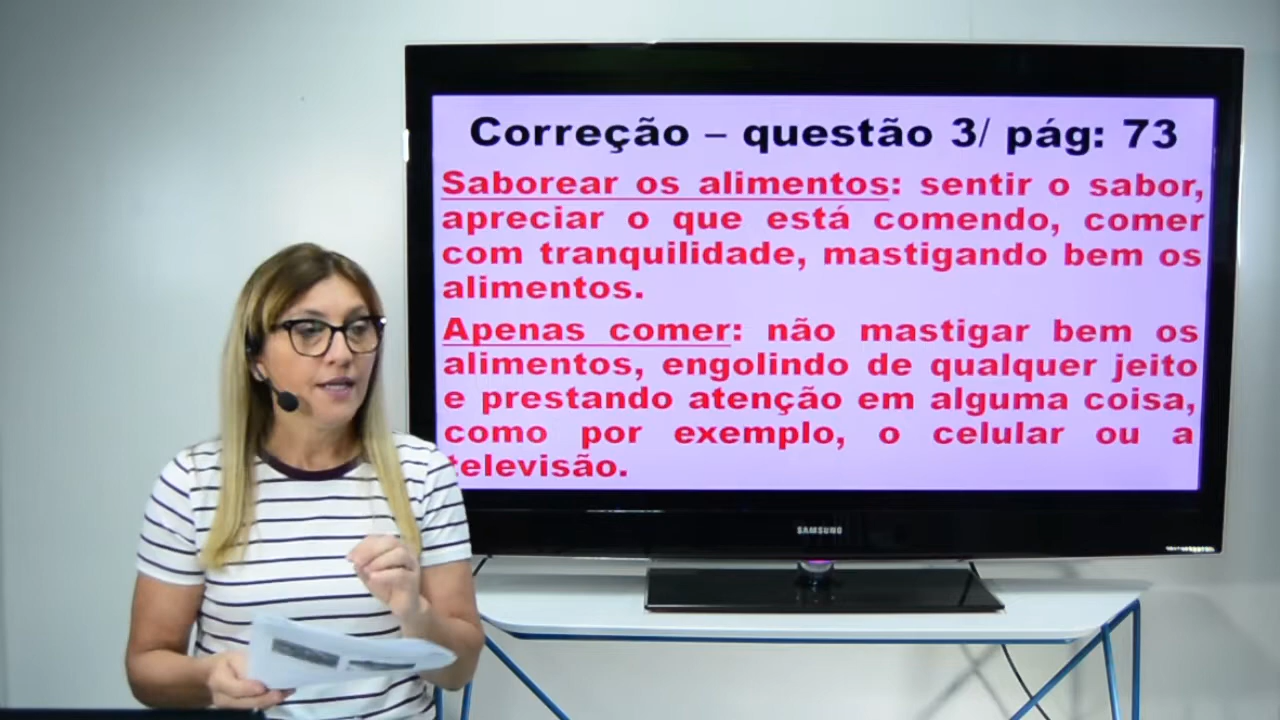 Correção – questão 3/ pág: 73
Saborear os alimentos: sentir o sabor,
apreciar o que está comendo, comer
com tranquilidade, mastigando bem os
alimentos.
Apenas comer: não mastigar bem os
alimentos, engolindo de qualquer jeito
e prestando atenção em alguma coisa,
como por exemplo, o celular ou a
televisão.
SAMSUNG